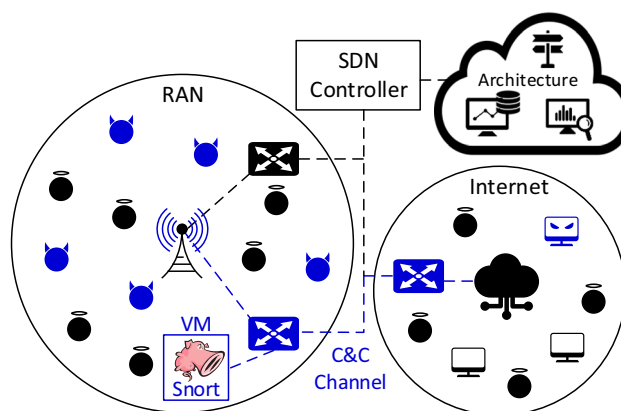 SDN
Controller
Architecture
RAN
Internet
VM
Snort
C&C
Channel